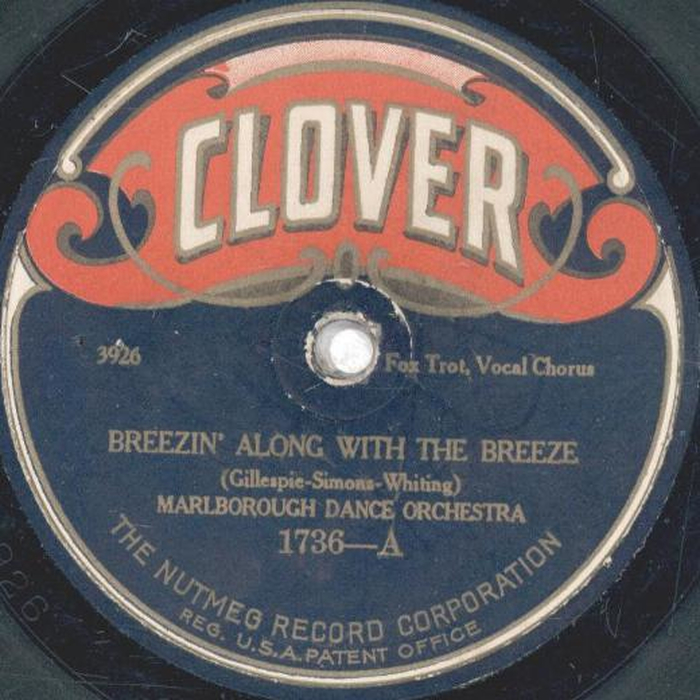 CLOVER
3926
Fox Trot, Vocal Chorus
BREEZIN' ALONG WITH THE BREEZE
(Gillespie-Simons-Whiting)
MARLBOROUGH DANCE ORCHESTRA
1736—A
THE NUTMEG RECORD CORPORATION
REG. U.S.A. PATENT OFFICE